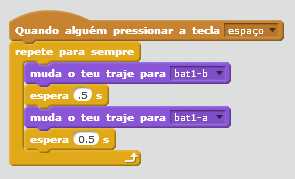 Quando alguém pressionar a tecla espaço
repete para sempre
muda o teu traje para bat1-b
espera .5 s
muda o teu traje para bat1-a
espera 0.5 s